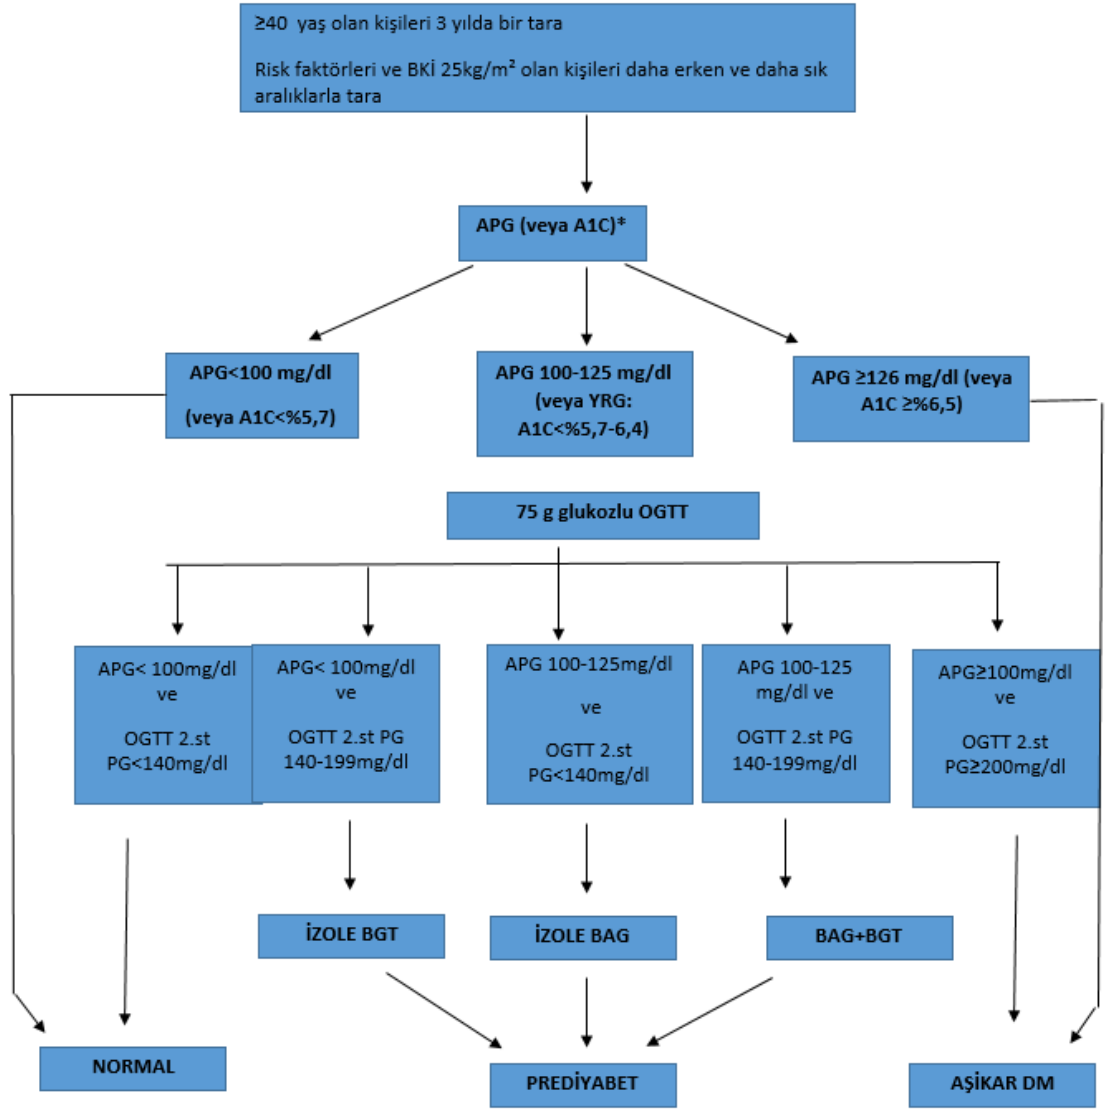 ≥40 yaş olan kişileri 3 yılda bir tara
Risk faktörleri ve BKİ 25kg/m² olan kişileri daha erken ve daha sık
aralıklarla tara
APG (veya A1C)*
APG<100 mg/dl
(veya A1C<%5,7)
APG 100-125 mg/dl
(veya YRG:
A1C<%5,7-6,4)
APG ≥126 mg/dl (veya
A1C ≥%6,5)
75 g glukozlu OGTT
APG< 100mg/dl
ve
OGTT 2.st
PG<140mg/dl
APG< 100mg/dl
ve
OGTT 2.st PG
140-199mg/dl
APG 100-125mg/dl
ve
OGTT 2.st
PG<140mg/dl
APG 100-125
mg/dl ve
OGTT 2.st PG
140-199mg/dl
APG≥100mg/dl
ve
OGTT 2.st
PG≥200mg/dl
İZOLE BGT
İZOLE BAG
BAG+BGT
NORMAL
PREDİYABET
AŞİKAR DM